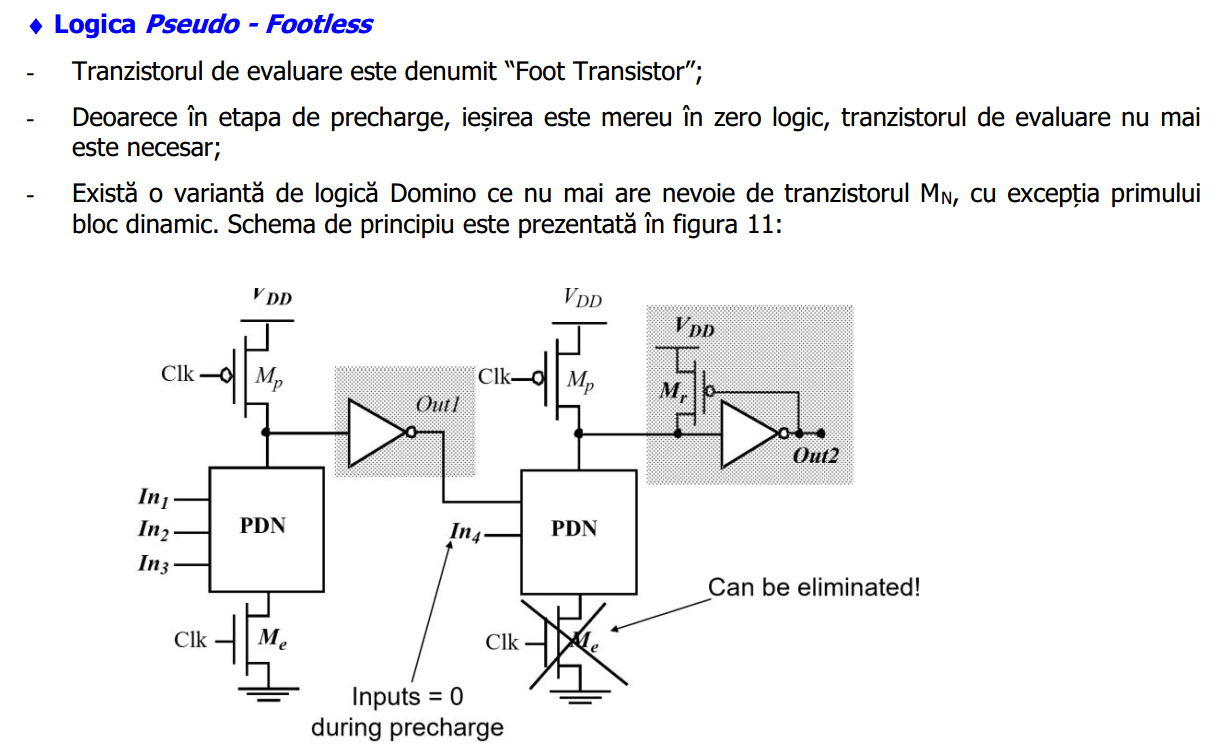 ♦ Logica Pseudo - Footless
- Tranzistorul de evaluare este denumit “Foot Transistor”;
- Deoarece în etapa de precharge, ieșirea este mereu în zero logic, tranzistorul de evaluare nu mai
este necesar;
- Există o variantă de logică Domino ce nu mai are nevoie de tranzistorul MN, cu excepția primului
bloc dinamic. Schema de principiu este prezentată în figura 11:
VDD
VDD
VDD
Clk
Mp
Out1
Clk
Mp
Mr
Out2
In1
In2
In3
PDN
In4
PDN
Can be eliminated!
Clk
Me
Clk
Me
Inputs = 0
during precharge